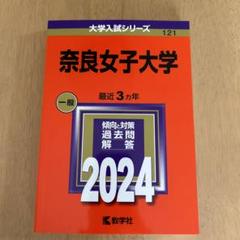 大学入試シリーズ
121
奈良女子大学
一般
最近3カ年
傾向と対策
過去問
解答
2024
教学社